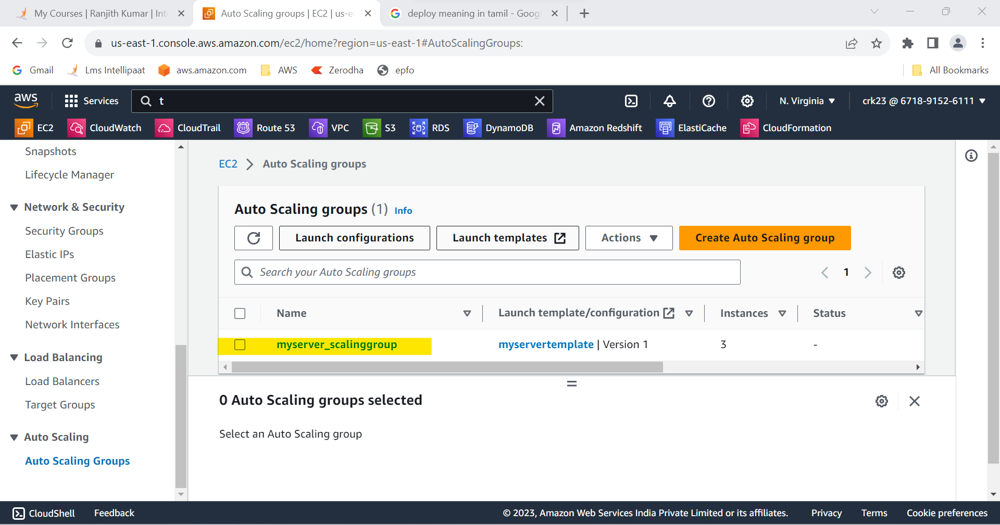 My Courses | Ranjith Kumar | Int
Auto Scaling groups | EC2 | us-ea
deploy meaning in tamil - Googl
us-east-1.console.aws.amazon.com/ec2/home?region=us-east-1#AutoScalingGroups:
Gmail
Lms Intellipaat
aws.amazon.com
AWS
Zerodha
epfo
All Bookmarks
aws
Services
t
N. Virginia
crk23 @ 6718-9152-6111
EC2
CloudWatch
CloudTrail
53
Route 53
VPC
S3
RDS
DynamoDB
Amazon Redshift
ElastiCache
CloudFormation
Snapshots
Lifecycle Manager
Network & Security
Security Groups
Elastic IPs
Placement Groups
Key Pairs
Network Interfaces
Load Balancing
Load Balancers
Target Groups
Auto Scaling
Auto Scaling Groups
EC2
Auto Scaling groups
Auto Scaling groups (1) Info
Launch configurations
Launch templates
Actions
Create Auto Scaling group
Search your Auto Scaling groups
1
Name
Launch template/configuration
Instances
Status
myserver_scalinggroup
myservertemplate | Version 1
3
-
0 Auto Scaling groups selected
Select an Auto Scaling group
CloudShell
Feedback
© 2023, Amazon Web Services India Private Limited or its affiliates.
Privacy
Terms
Cookie preferences